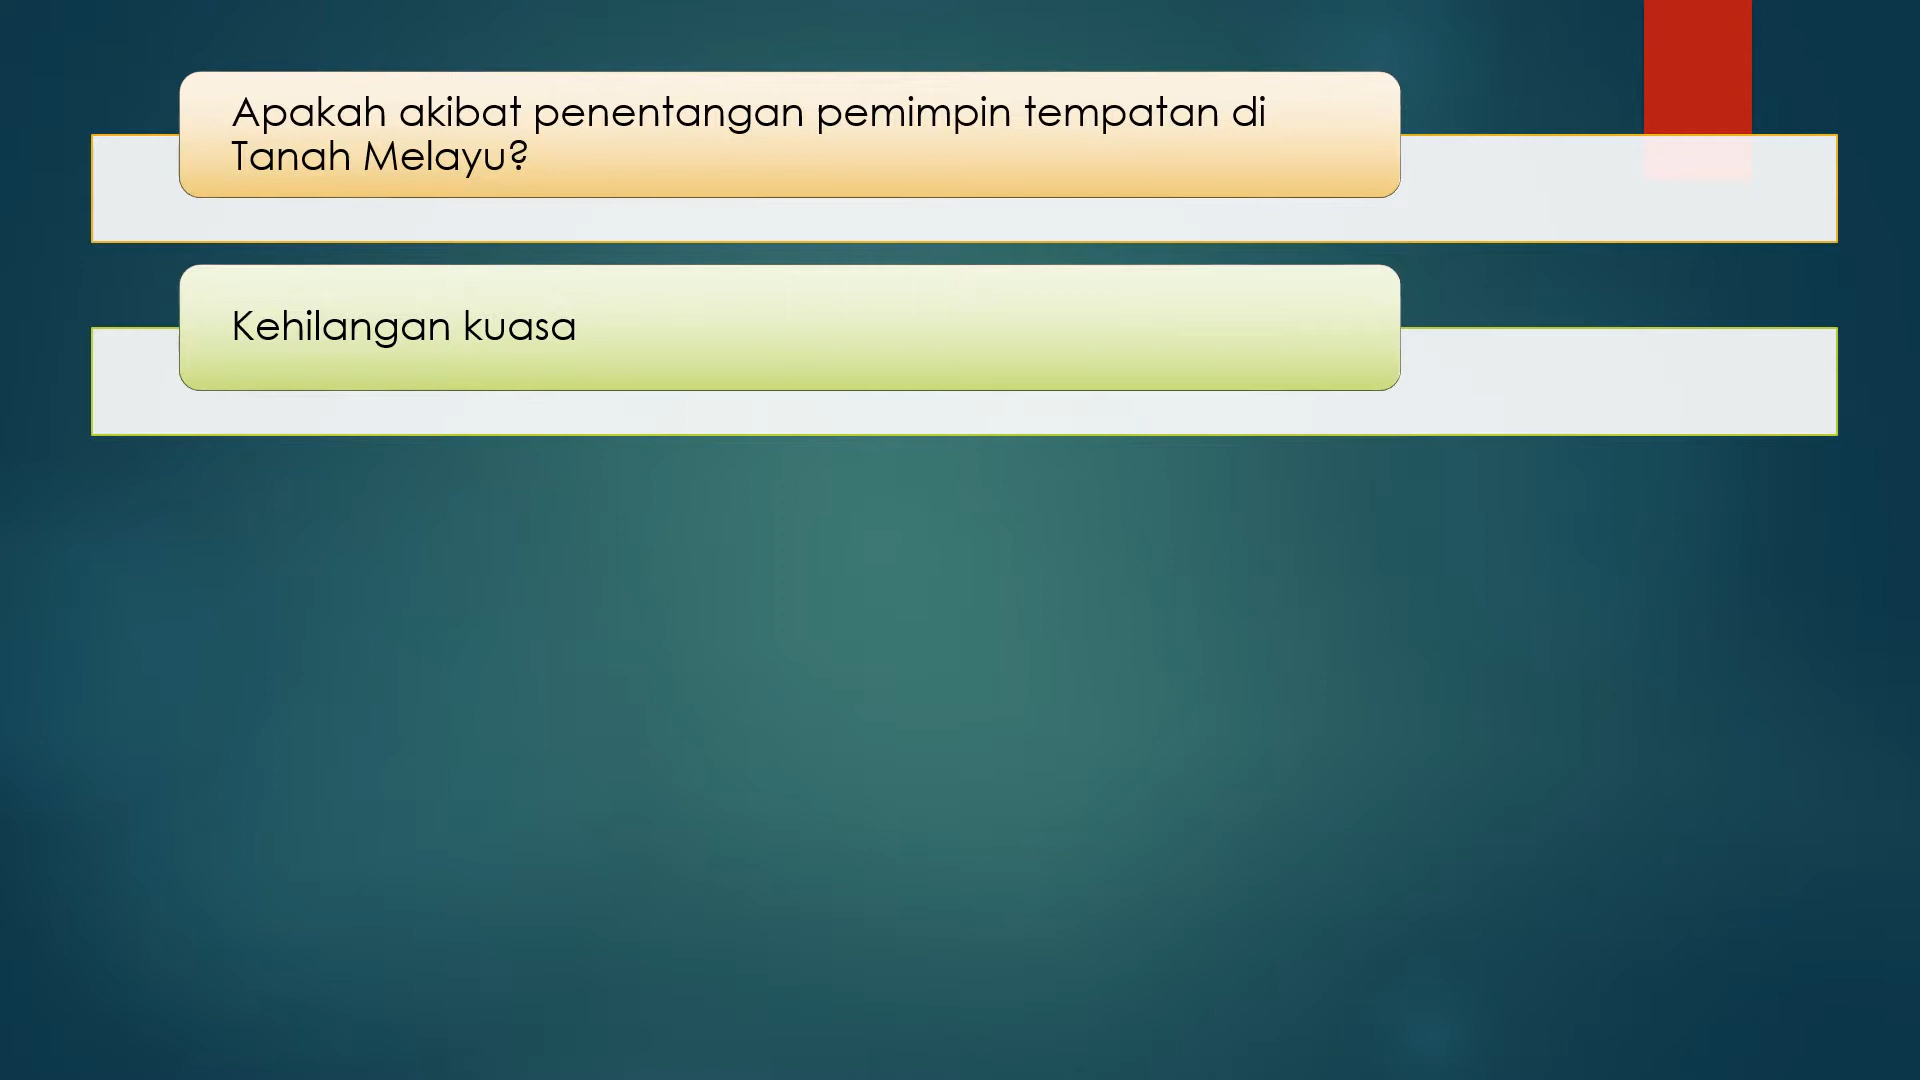 Apakah akibat penentangan pemimpin tempatan di
Tanah Melayu?
Kehilangan kuasa